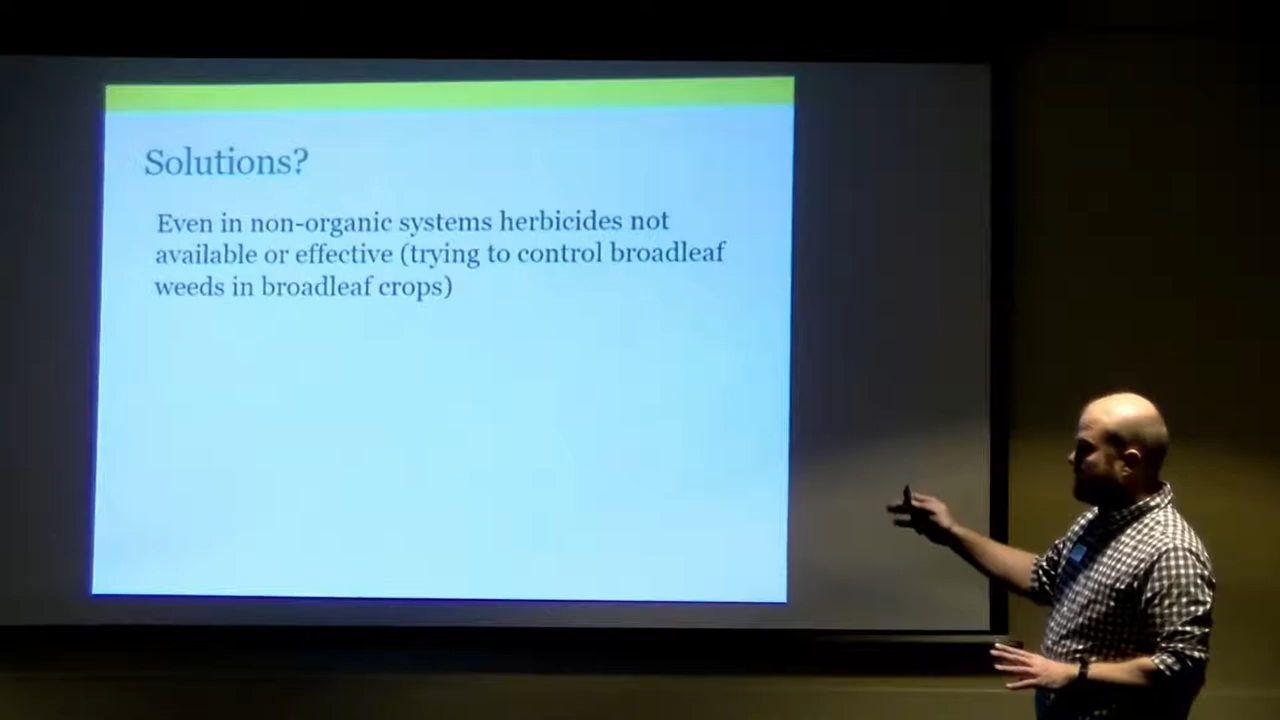 Solutions?
Even in non-organic systems herbicides not
available or effective (trying to control broadleaf
weeds in broadleaf crops)